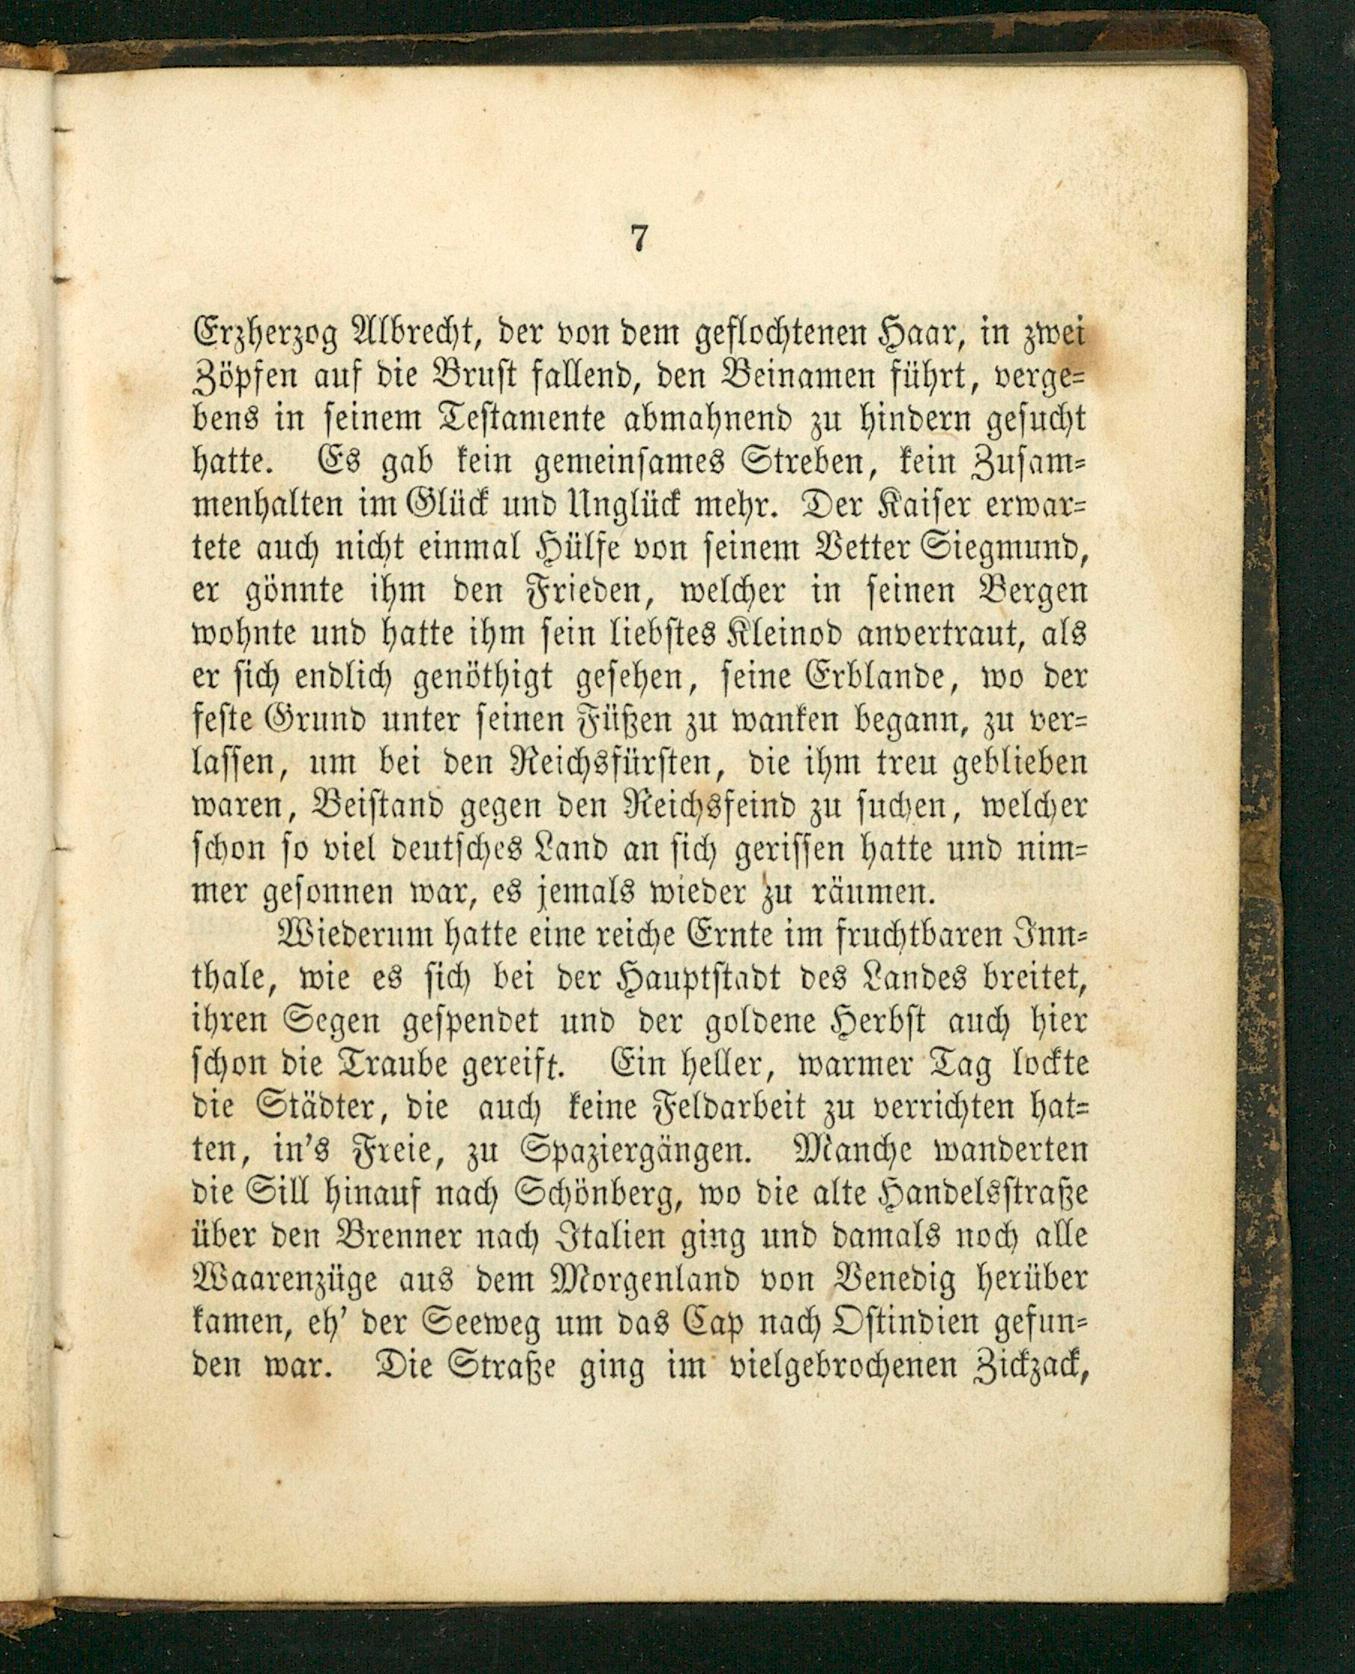 7
Erzherzog Albrecht, der von dem geflochtenen Haar, in zwei
Zöpfen auf die Brust fallend, den Beinamen führt, verge-
bens in seinem Testamente abmahnend zu hindern gesucht
hatte. Es gab kein gemeinsames Streben, kein Zusam-
menhalten im Glück und Unglück mehr. Der Kaiser erwar-
tete auch nicht einmal Hülfe von seinem Vetter Siegmund,
er gönnte ihm den Frieden, welcher in seinen Bergen
wohnte und hatte ihm sein liebstes Kleinod anvertraut, als
er sich endlich genöthigt gesehen, seine Erblande, wo der
feste Grund unter seinen Füßen zu wanken begann, zu ver-
lassen, um bei den Reichsfürsten, die ihm treu geblieben
waren, Beistand gegen den Reichsfeind zu suchen, welcher
schon so viel deutsches Land an sich gerissen hatte und nim-
mer gesonnen war, es jemals wieder zu räumen.
Wiederum hatte eine reiche Ernte im fruchtbaren Inn-
thale, wie es sich bei der Hauptstadt des Landes breitet,
ihren Segen gespendet und der goldene Herbst auch hier
schon die Traube gereift. Ein heller, warmer Tag lockte
die Städter, die auch keine Feldarbeit zu verrichten hat-
ten, in's Freie, zu Spaziergängen. Manche wanderten
die Sill hinauf nach Schönberg, wo die alte Handelsstraße
über den Brenner nach Italien ging und damals noch alle
Waarenzüge aus dem Morgenland von Venedig herüber
kamen, eh' der Seeweg um das Cap nach Ostindien gefun-
den war. Die Straße ging im vielgebrochenen Zickzack,